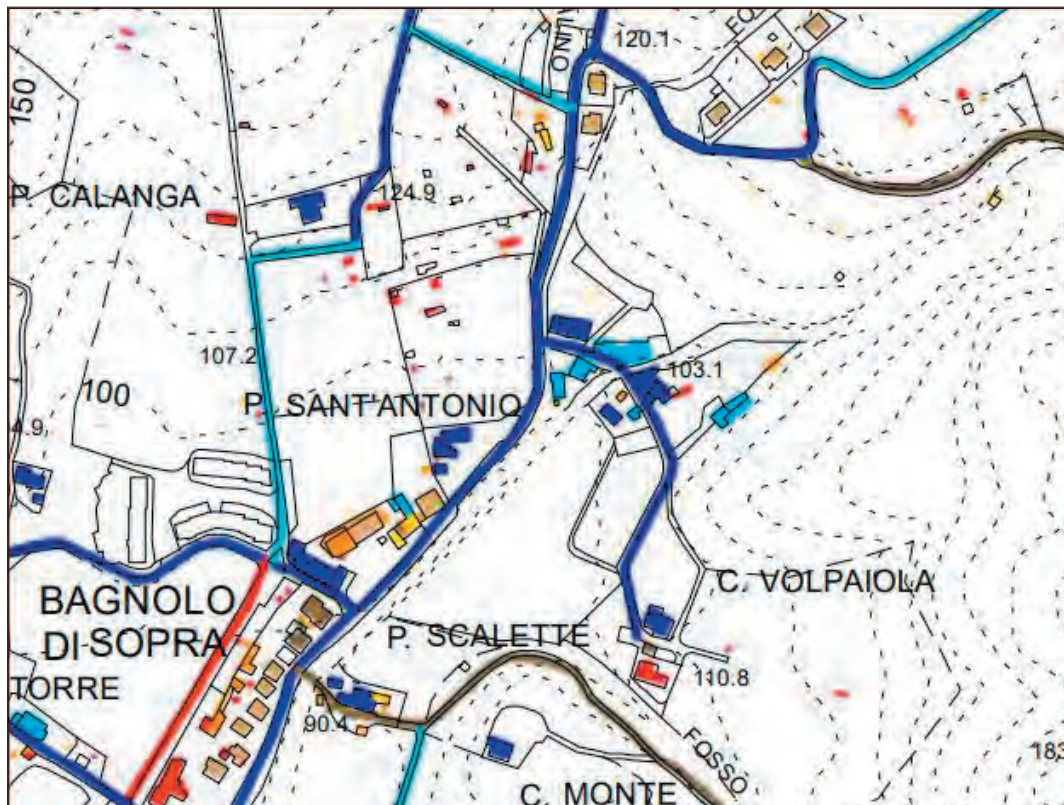 120.1
150
P. CALANGA
124.9
107.2
103.1
100
P. SANT'ANTONIO
4.9
C. VOLPAIOLA
BAGNOLO
DI SOPRA
P. SCALETTE
TORRE
110.8
90.4
FOSSO
183
C. MONTE